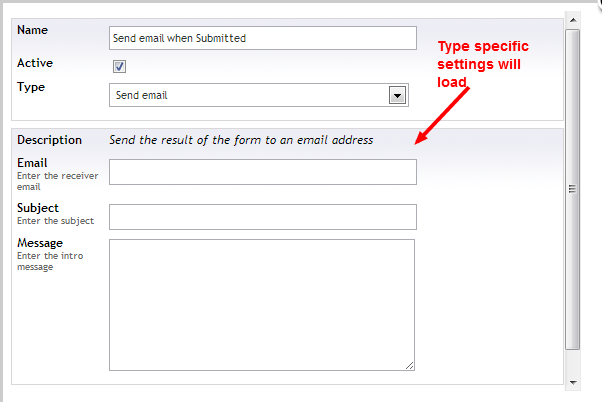 Name
Send email when Submitted
Type specific
settings will
load
Active
Type
Send email
Description
Send the result of the form to an email address
Email
Enter the receiver
email
Subject
Enter the subject
Message
Enter the intro
message